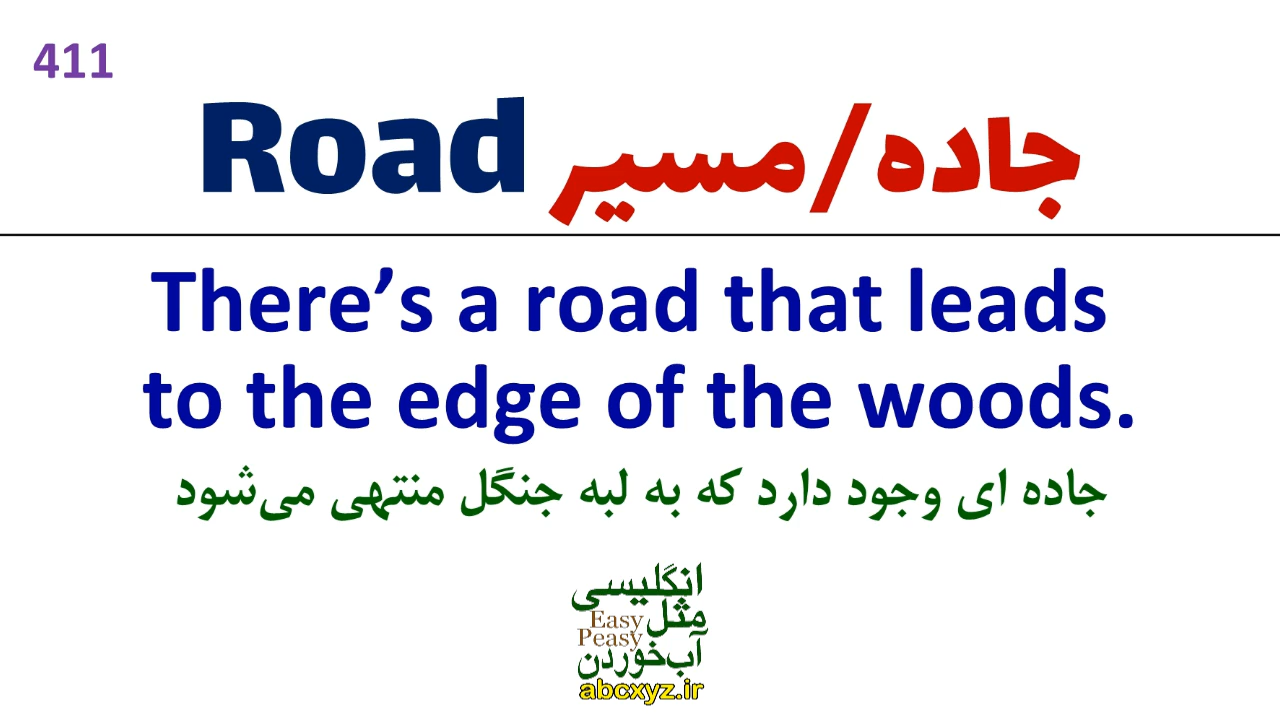 411
Road جاده/مسیر
There’s a road that leads
to the edge of the woods.
جاده ای وجود دارد که به لبه جنگل منتهی می‌شود
انگلیسی
مثل Easy
Peasy
آب‌خوردن
abcxyz.ir